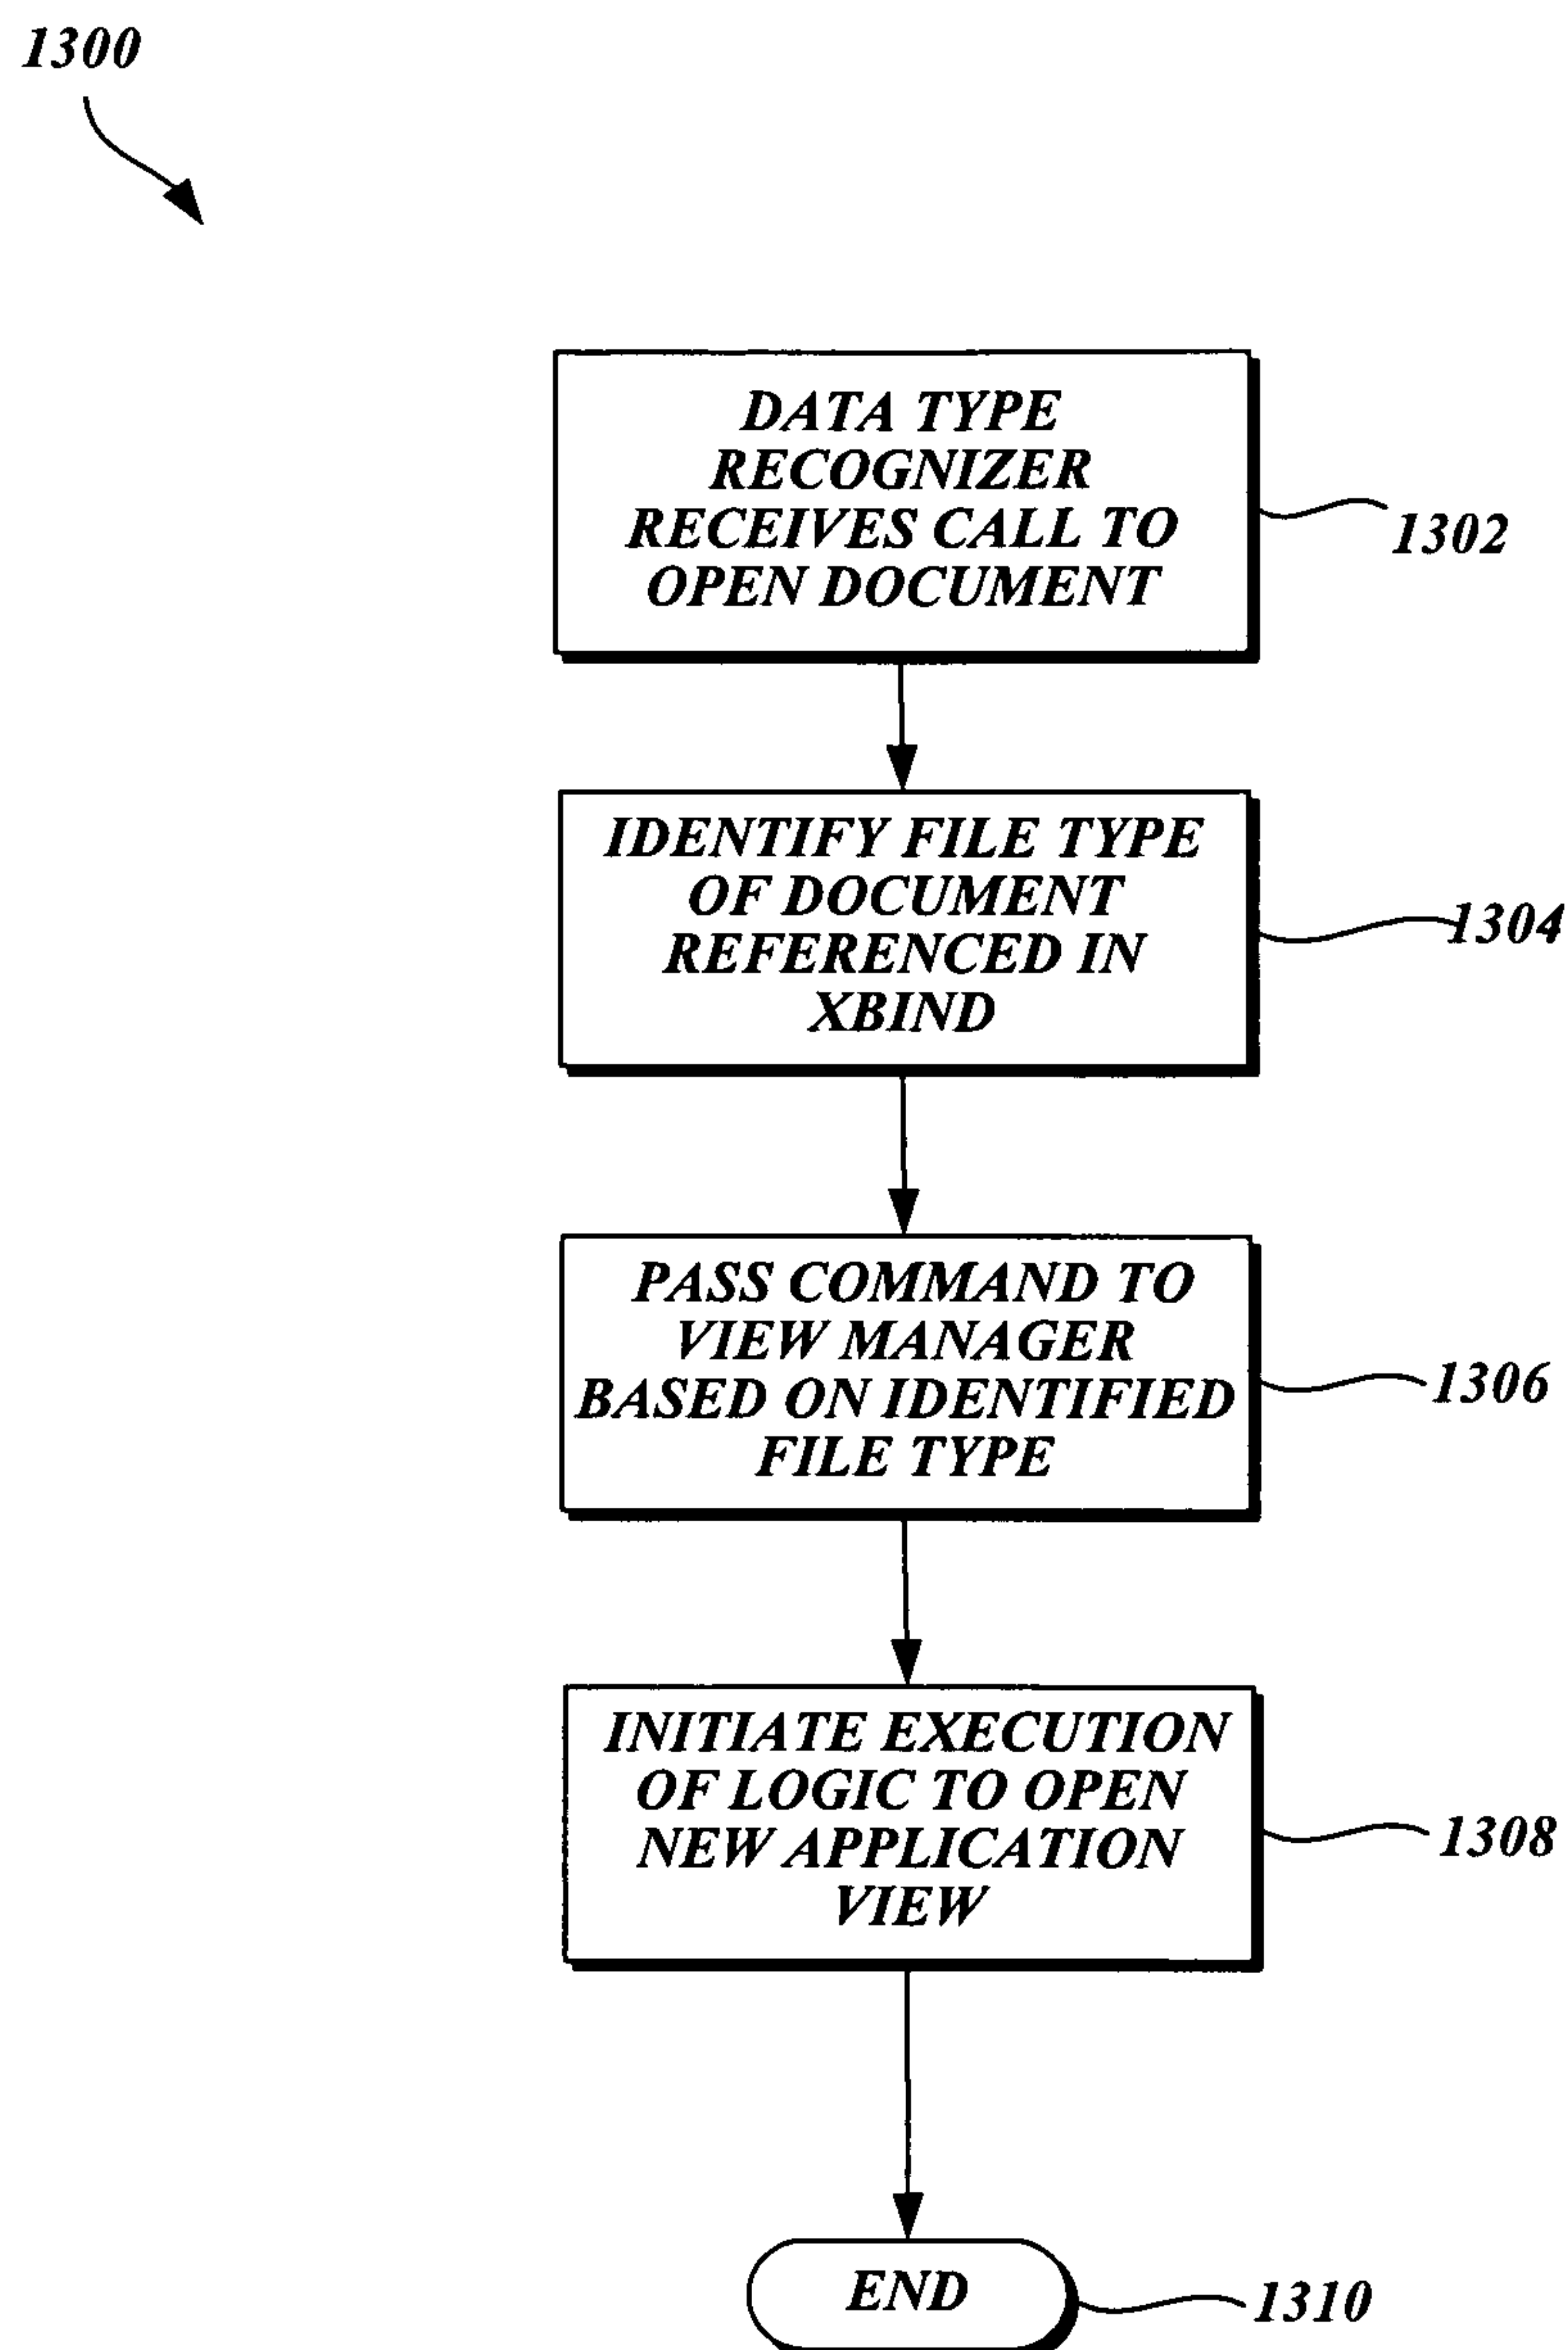 1300
DATA TYPE
RECOGNIZER
RECEIVES CALL TO
OPEN DOCUMENT
1302
IDENTIFY FILE TYPE
OF DOCUMENT
REFERENCED IN
XBIND
1304
PASS COMMAND TO
VIEW MANAGER
BASED ON IDENTIFIED
FILE TYPE
1306
INITIATE EXECUTION
OF LOGIC TO OPEN
NEW APPLICATION
VIEW
1308
END
1310